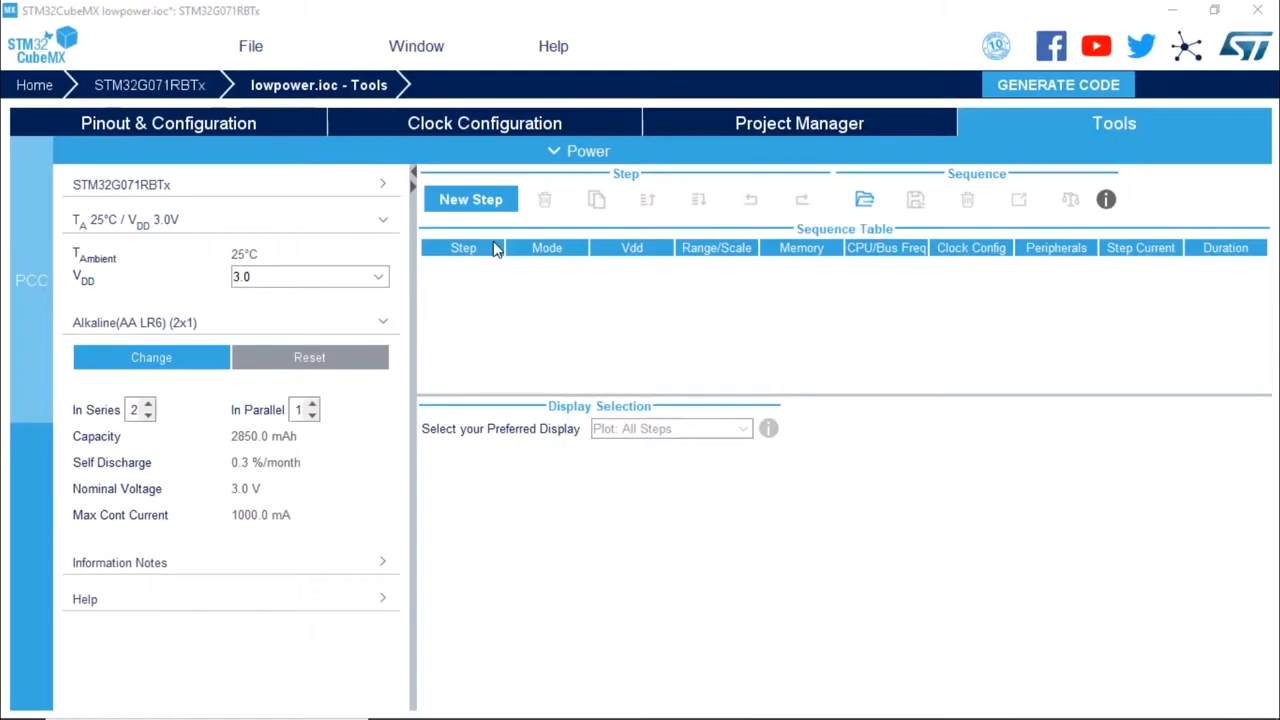 MX STM32CubeMX lowpower.ioc*: STM32G071RBTx
STM32
CubeMX
File
Window
Help
10
ST
Home
STM32G071RBTx
lowpower.ioc - Tools
GENERATE CODE
Pinout & Configuration
Clock Configuration
Project Manager
Tools
Power
PCC
STM32G071RBTx
TA 25°C / VDD 3.0V
TAmbient 25°C
VDD 3.0
Alkaline(AA LR6) (2x1)
Change
Reset
In Series 2 In Parallel 1
Capacity 2850.0 mAh
Self Discharge 0.3 %/month
Nominal Voltage 3.0 V
Max Cont Current 1000.0 mA
Information Notes
Help
Step
Sequence
New Step
Sequence Table
Step Mode Vdd Range/Scale Memory CPU/Bus Freq Clock Config Peripherals Step Current Duration
Display Selection
Select your Preferred Display Plot: All Steps